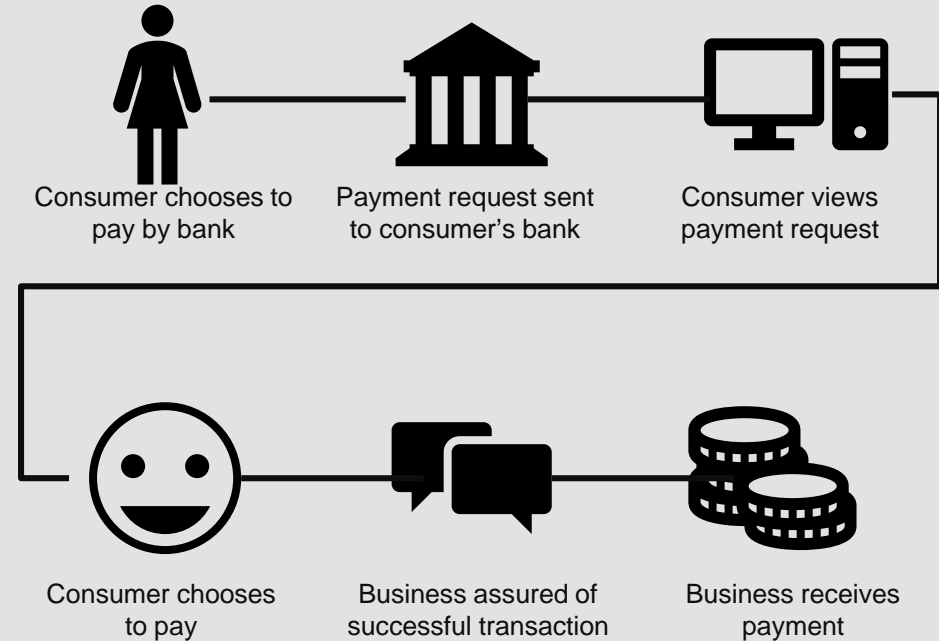 Consumer chooses to
pay by bank
Payment request sent
to consumer’s bank
Consumer views
payment request
Consumer chooses
to pay
Business assured of
successful transaction
Business receives
payment